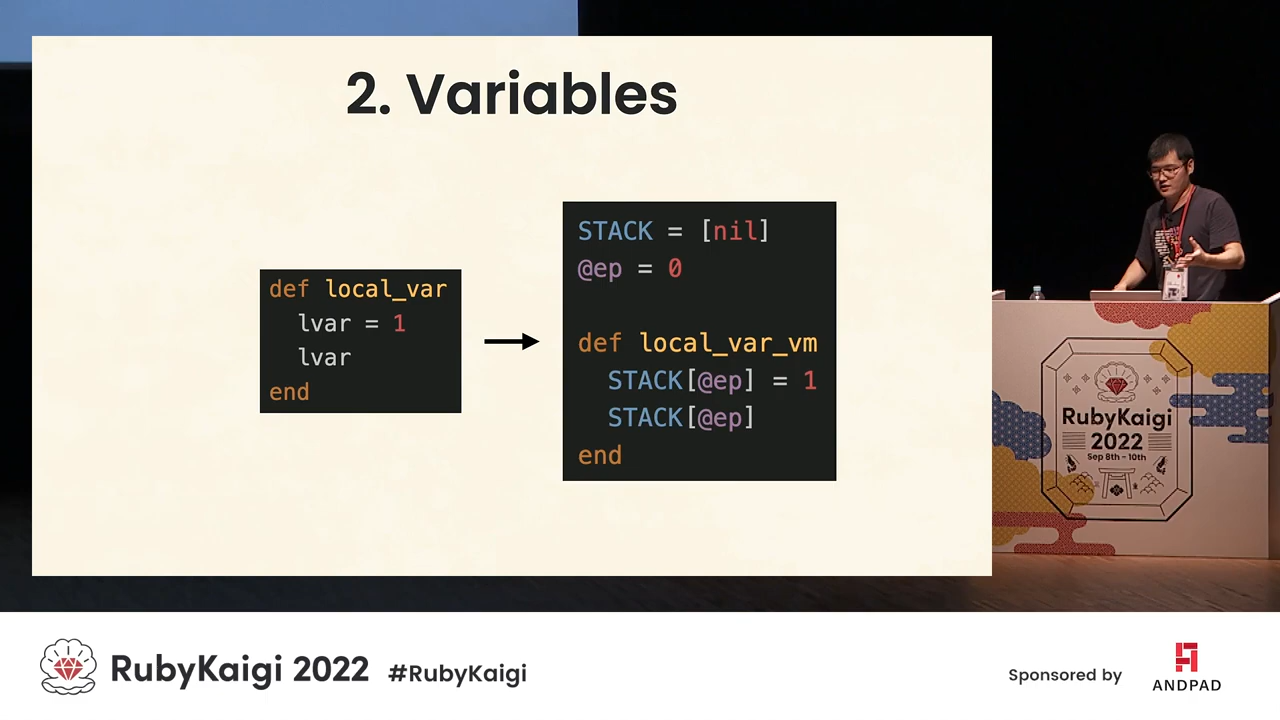 2. Variables
def local_var
  lvar = 1
  lvar
end
STACK = [nil]
@ep = 0
def local_var_vm
  STACK[@ep] = 1
  STACK[@ep]
end
RubyKaigi
2022
Sep 8th - 10th
RubyKaigi 2022 #RubyKaigi
Sponsored by
ANDPAD